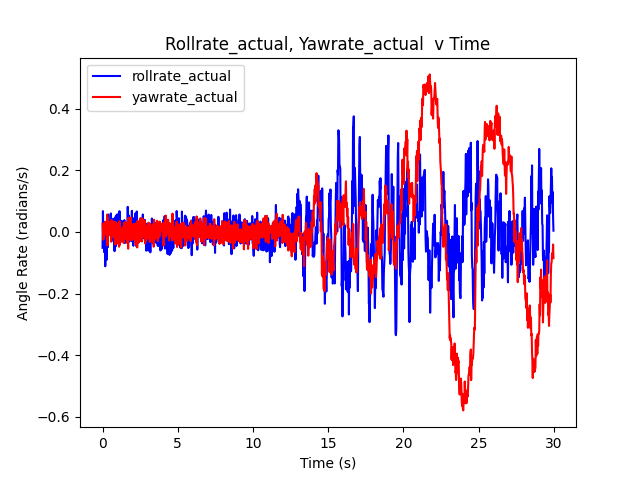 Rollrate_actual, Yawrate_actual  v Time
rollrate_actual
yawrate_actual
Angle Rate (radians/s)
0.4
0.2
0.0
−0.2
−0.4
−0.6
0 5 10 15 20 25 30
Time (s)